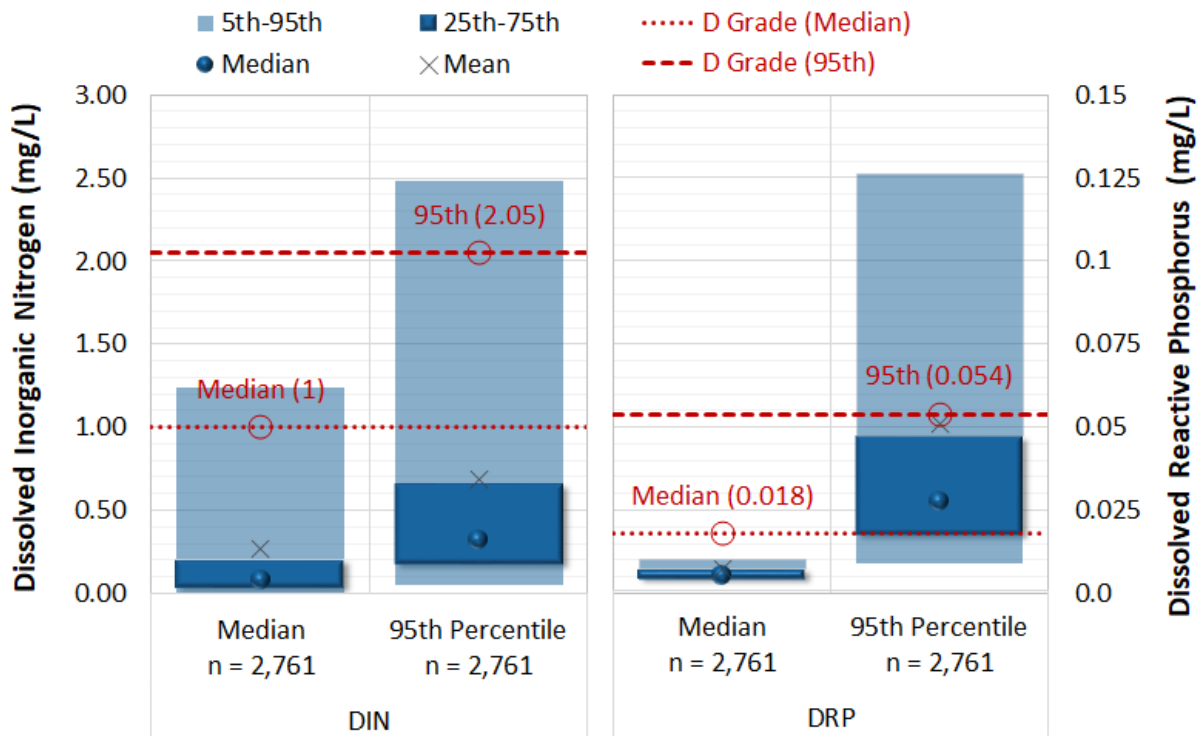 5th-95th 25th-75th D Grade (Median)
Median Mean D Grade (95th)
Dissolved Inorganic Nitrogen (mg/L)
3.00
2.50
2.00
1.50
1.00
0.50
0.00
95th (2.05)
Median (1)
Median (0.018)
95th (0.054)
0.15
0.125
0.1
0.075
0.05
0.025
0.0
Dissolved Reactive Phosphorus (mg/L)
Median 95th Percentile Median 95th Percentile
n = 2,761 n = 2,761 n = 2,761 n = 2,761
DIN DRP